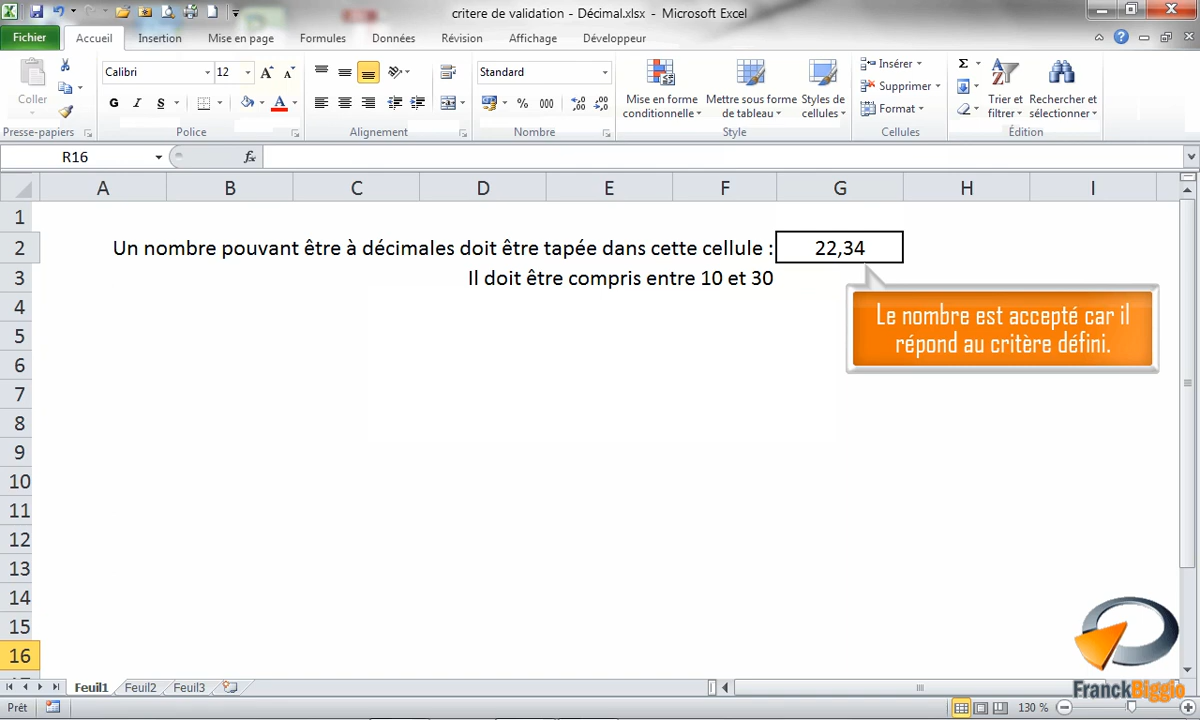 critere de validation - Décimal.xlsx - Microsoft Excel
Fichier Accueil Insertion Mise en page Formules Données Révision Affichage Développeur
Coller
Presse-papiers
Calibri 12
G I S
Police
Alignement
Standard
% 000
Nombre
Mise en forme conditionnelle
Mettre sous forme de tableau
Styles de cellules
Style
Insérer
Supprimer
Format
Cellules
Σ
Trier et filtrer
Rechercher et sélectionner
Édition
R16 fx
A B C D E F G H I
1
2 Un nombre pouvant être à décimales doit être tapée dans cette cellule : 22,34
3 Il doit être compris entre 10 et 30
Le nombre est accepté car il
répond au critère défini.
4
5
6
7
8
9
10
11
12
13
14
15
16
FranckBiggio
Feuil1 Feuil2 Feuil3
Prêt 130 %